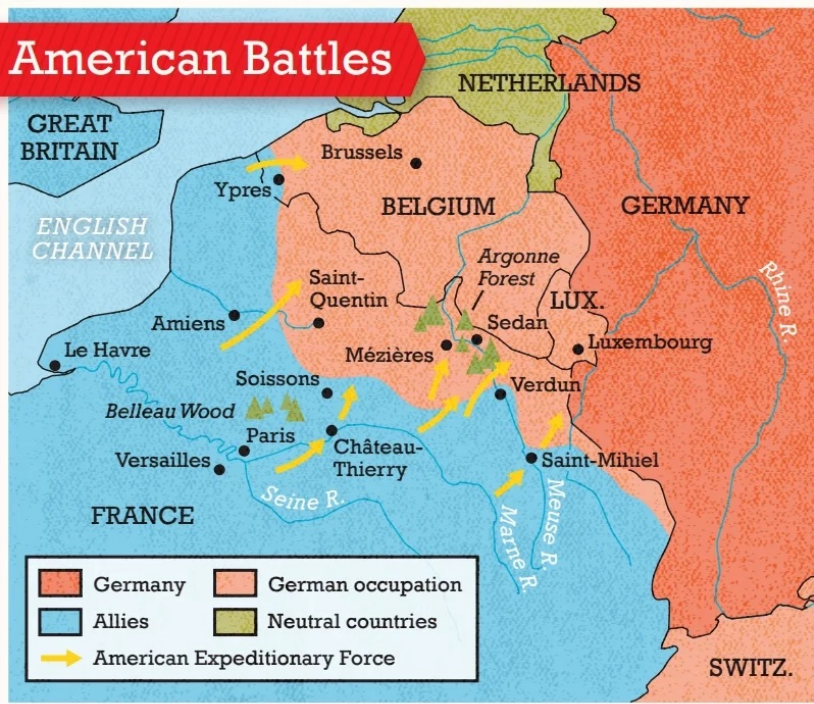 American Battles
NETHERLANDS
GREAT
BRITAIN
Brussels
Ypres
BELGIUM
GERMANY
ENGLISH
CHANNEL
Argonne
Forest
Rhine R.
Saint-
Quentin
LUX.
Amiens
Sedan
Luxembourg
Le Havre
Mézières
Soissons
Verdun
Belleau Wood
Paris
Versailles
Château-
Thierry
Saint-Mihiel
Seine R.
Marne R.
Meuse R.
FRANCE
Germany
German occupation
Allies
Neutral countries
American Expeditionary Force
SWITZ.